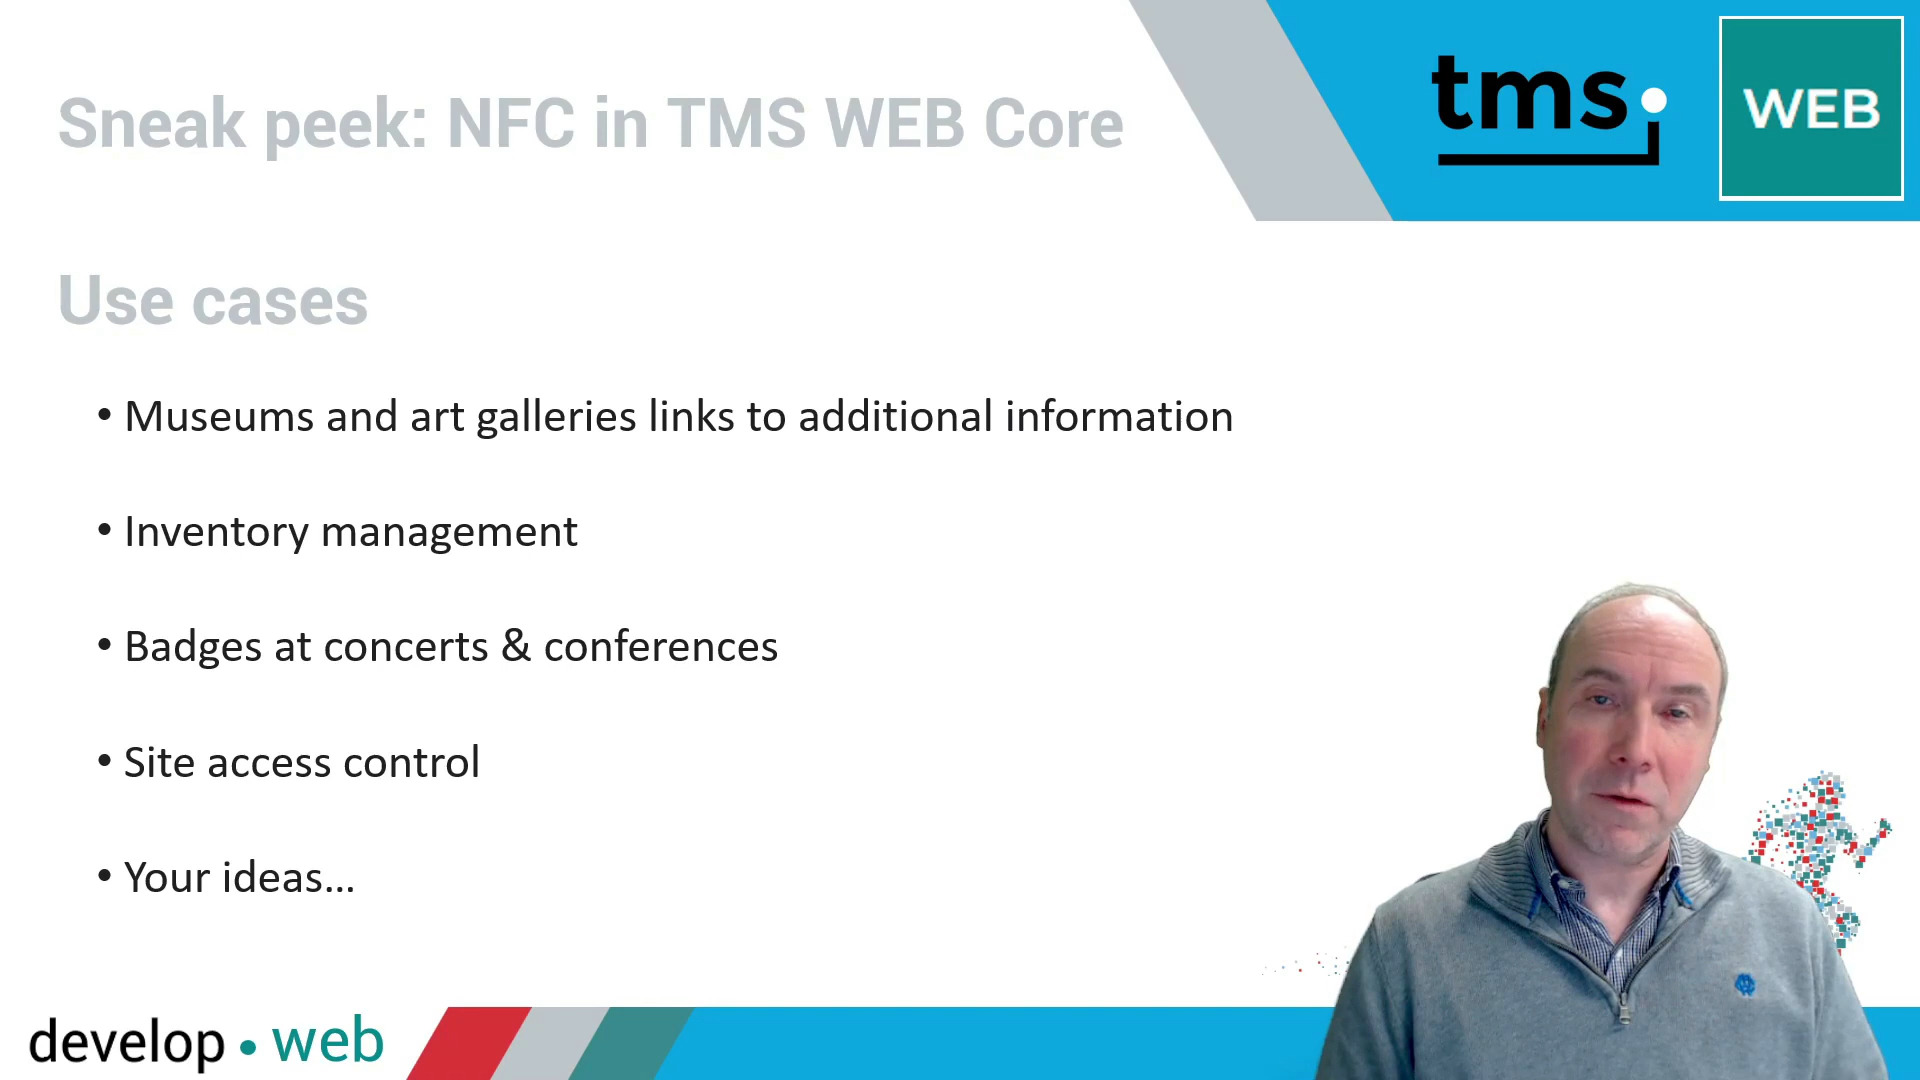 Sneak peek: NFC in TMS WEB Core
tms
WEB
Use cases
• Museums and art galleries links to additional information
• Inventory management
• Badges at concerts & conferences
• Site access control
• Your ideas...
develop • web